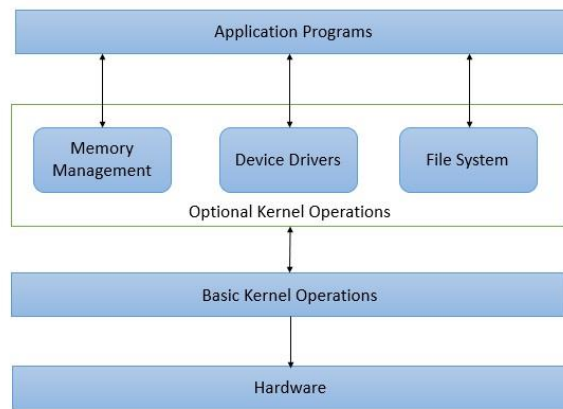 Application Programs
Memory
Management
Device Drivers
File System
Optional Kernel Operations
Basic Kernel Operations
Hardware